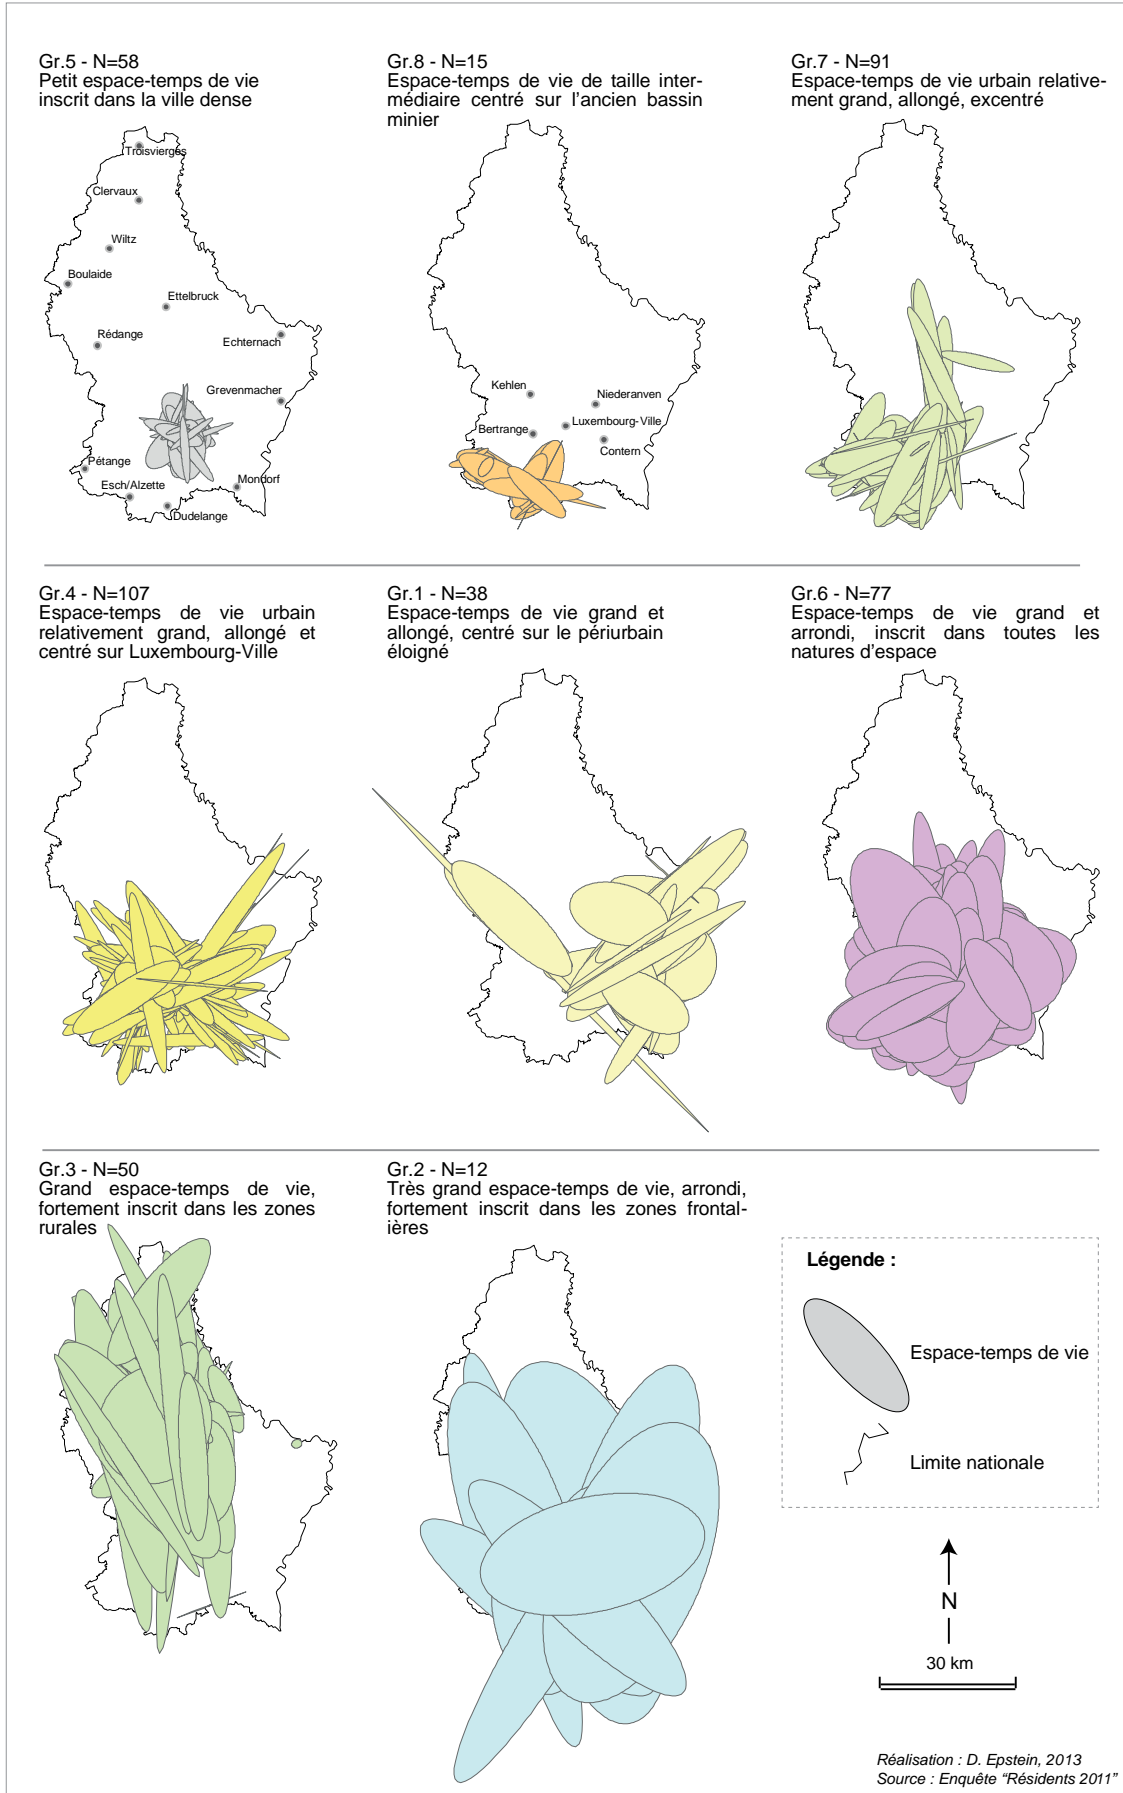 Gr.5 - N=58
Petit espace-temps de vie
inscrit dans la ville dense
Troisvierges
Clervaux
Wiltz
Boulaide
Ettelbruck
Rédange
Echternach
Grevenmacher
Pétange
Esch/Alzette
Mondorf
Dudelange
Gr.8 - N=15
Espace-temps de vie de taille inter-
médiaire centré sur l'ancien bassin
minier
Kehlen
Niederanven
Luxembourg-Ville
Bertrange
Contern
Gr.7 - N=91
Espace-temps de vie urbain relative-
ment grand, allongé, excentré
Gr.4 - N=107
Espace-temps de vie urbain
relativement grand, allongé et
centré sur Luxembourg-Ville
Gr.1 - N=38
Espace-temps de vie grand et
allongé, centré sur le périurbain
éloigné
Gr.6 - N=77
Espace-temps de vie grand et
arrondi, inscrit dans toutes les
natures d'espace
Gr.3 - N=50
Grand espace-temps de vie,
fortement inscrit dans les zones
rurales
Gr.2 - N=12
Très grand espace-temps de vie, arrondi,
fortement inscrit dans les zones frontal-
ières
Légende :
Espace-temps de vie
Limite nationale
N
30 km
Réalisation : D. Epstein, 2013
Source : Enquête “Résidents 2011”